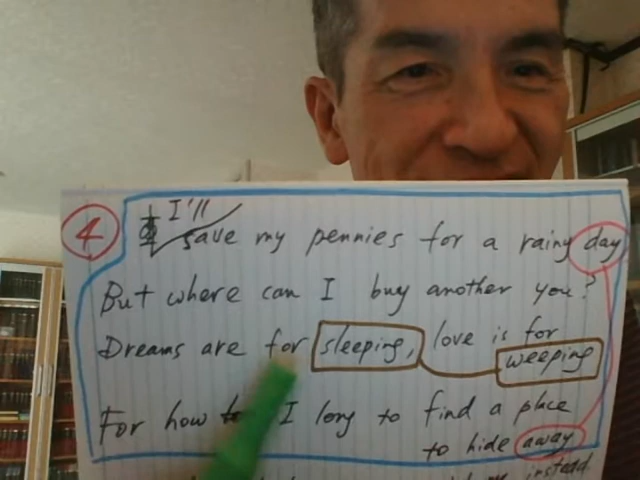 4
I'll
save my pennies for a rainy day
But where can I buy another you?
Dreams are for sleeping, love is for
weeping
For how I long to find a place
to hide away
instead.